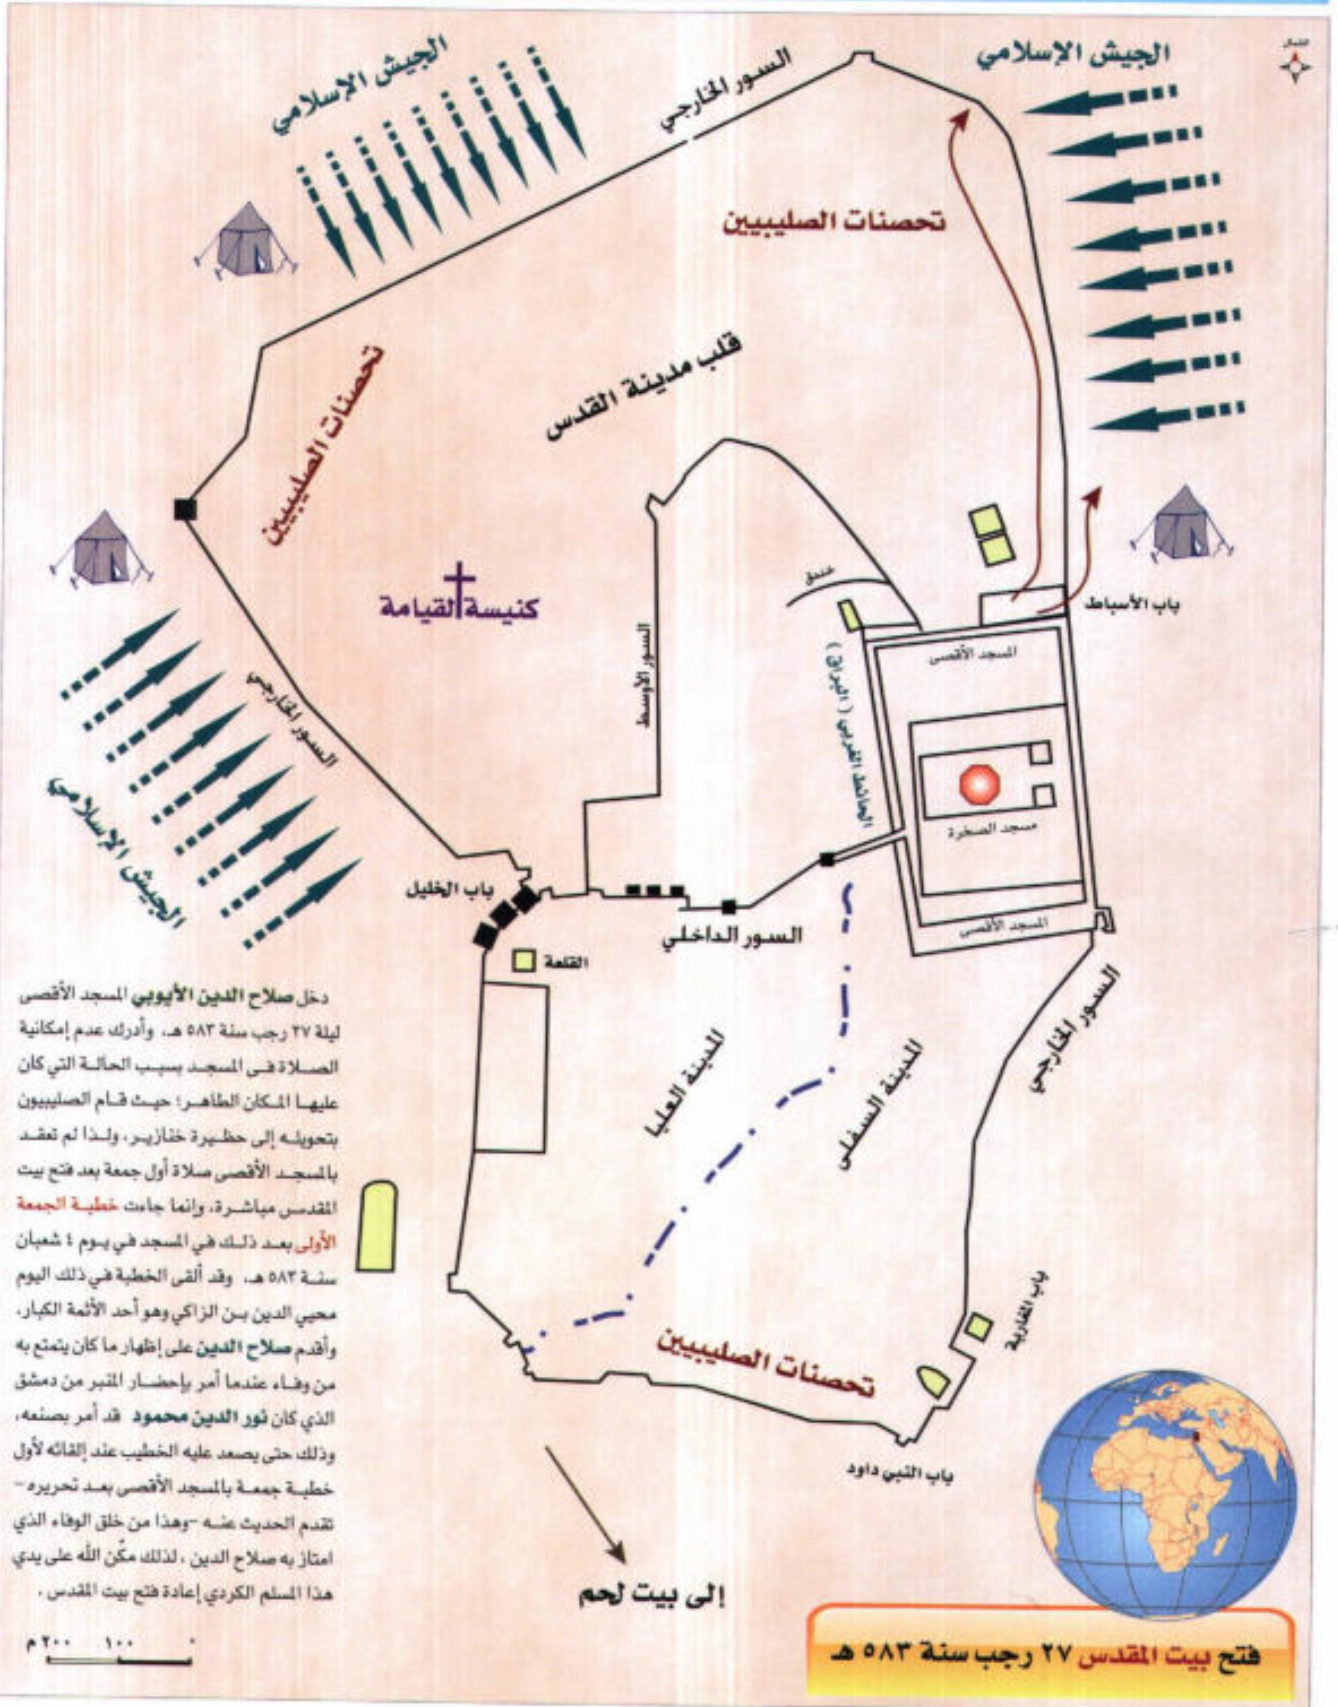 الشمال
الجيش الإسلامي
الجيش الإسلامي
السور الخارجي
تحصنات الصليبيين
قلب مدينة القدس
تحصنات الصليبيين
خندق
كنيسة القيامة
باب الأسباط
السور الأوسط
الحائط الغربي ( البراق )
المسجد الأقصى
السور الخارجي
مسجد الصخرة
الجيش الإسلامي
باب الخليل
السور الداخلي
المسجد الأقصى
القلعة
السور الخارجي
المدينة العليا
المدينة السفلى
دخل صلاح الدين الأيوبي المسجد الأقصى
ليلة ٢٧ رجب سنة ٥٨٣ هـ، وأدرك عدم إمكانية
الصلاة في المسجد بسبب الحالة التي كان
عليها المكان الطاهر؛ حيث قام الصليبيون
بتحويله إلى حظيرة خنازير، ولذا لم تعقد
بالمسجد الأقصى صلاة أول جمعة بعد فتح بيت
المقدس مباشرة، وإنما جاءت خطبة الجمعة
الأولى بعد ذلك في المسجد في يوم ٤ شعبان
سنة ٥٨٣ هـ، وقد ألقى الخطبة في ذلك اليوم
محيي الدين بن الزاكي وهو أحد الأئمة الكبار.
وأقدم صلاح الدين على إظهار ما كان يتمتع به
من وفاء عندما أمر بإحضار المنبر من دمشق
الذي كان نور الدين محمود قد أمر بصنعه،
وذلك حتى يصعد عليه الخطيب عند إلقائه لأول
خطبة جمعة بالمسجد الأقصى بعد تحريره -
تقدم الحديث عنه - وهذا من خلق الوفاء الذي
امتاز به صلاح الدين ، لذلك مكّن الله على يدي
هذا المسلم الكردي إعادة فتح بيت المقدس .
باب المغاربة
تحصنات الصليبيين
باب النبي داود
إلى بيت لحم
٠ ١٠٠ ٢٠٠ م
فتح بيت المقدس ٢٧ رجب سنة ٥٨٣ هـ